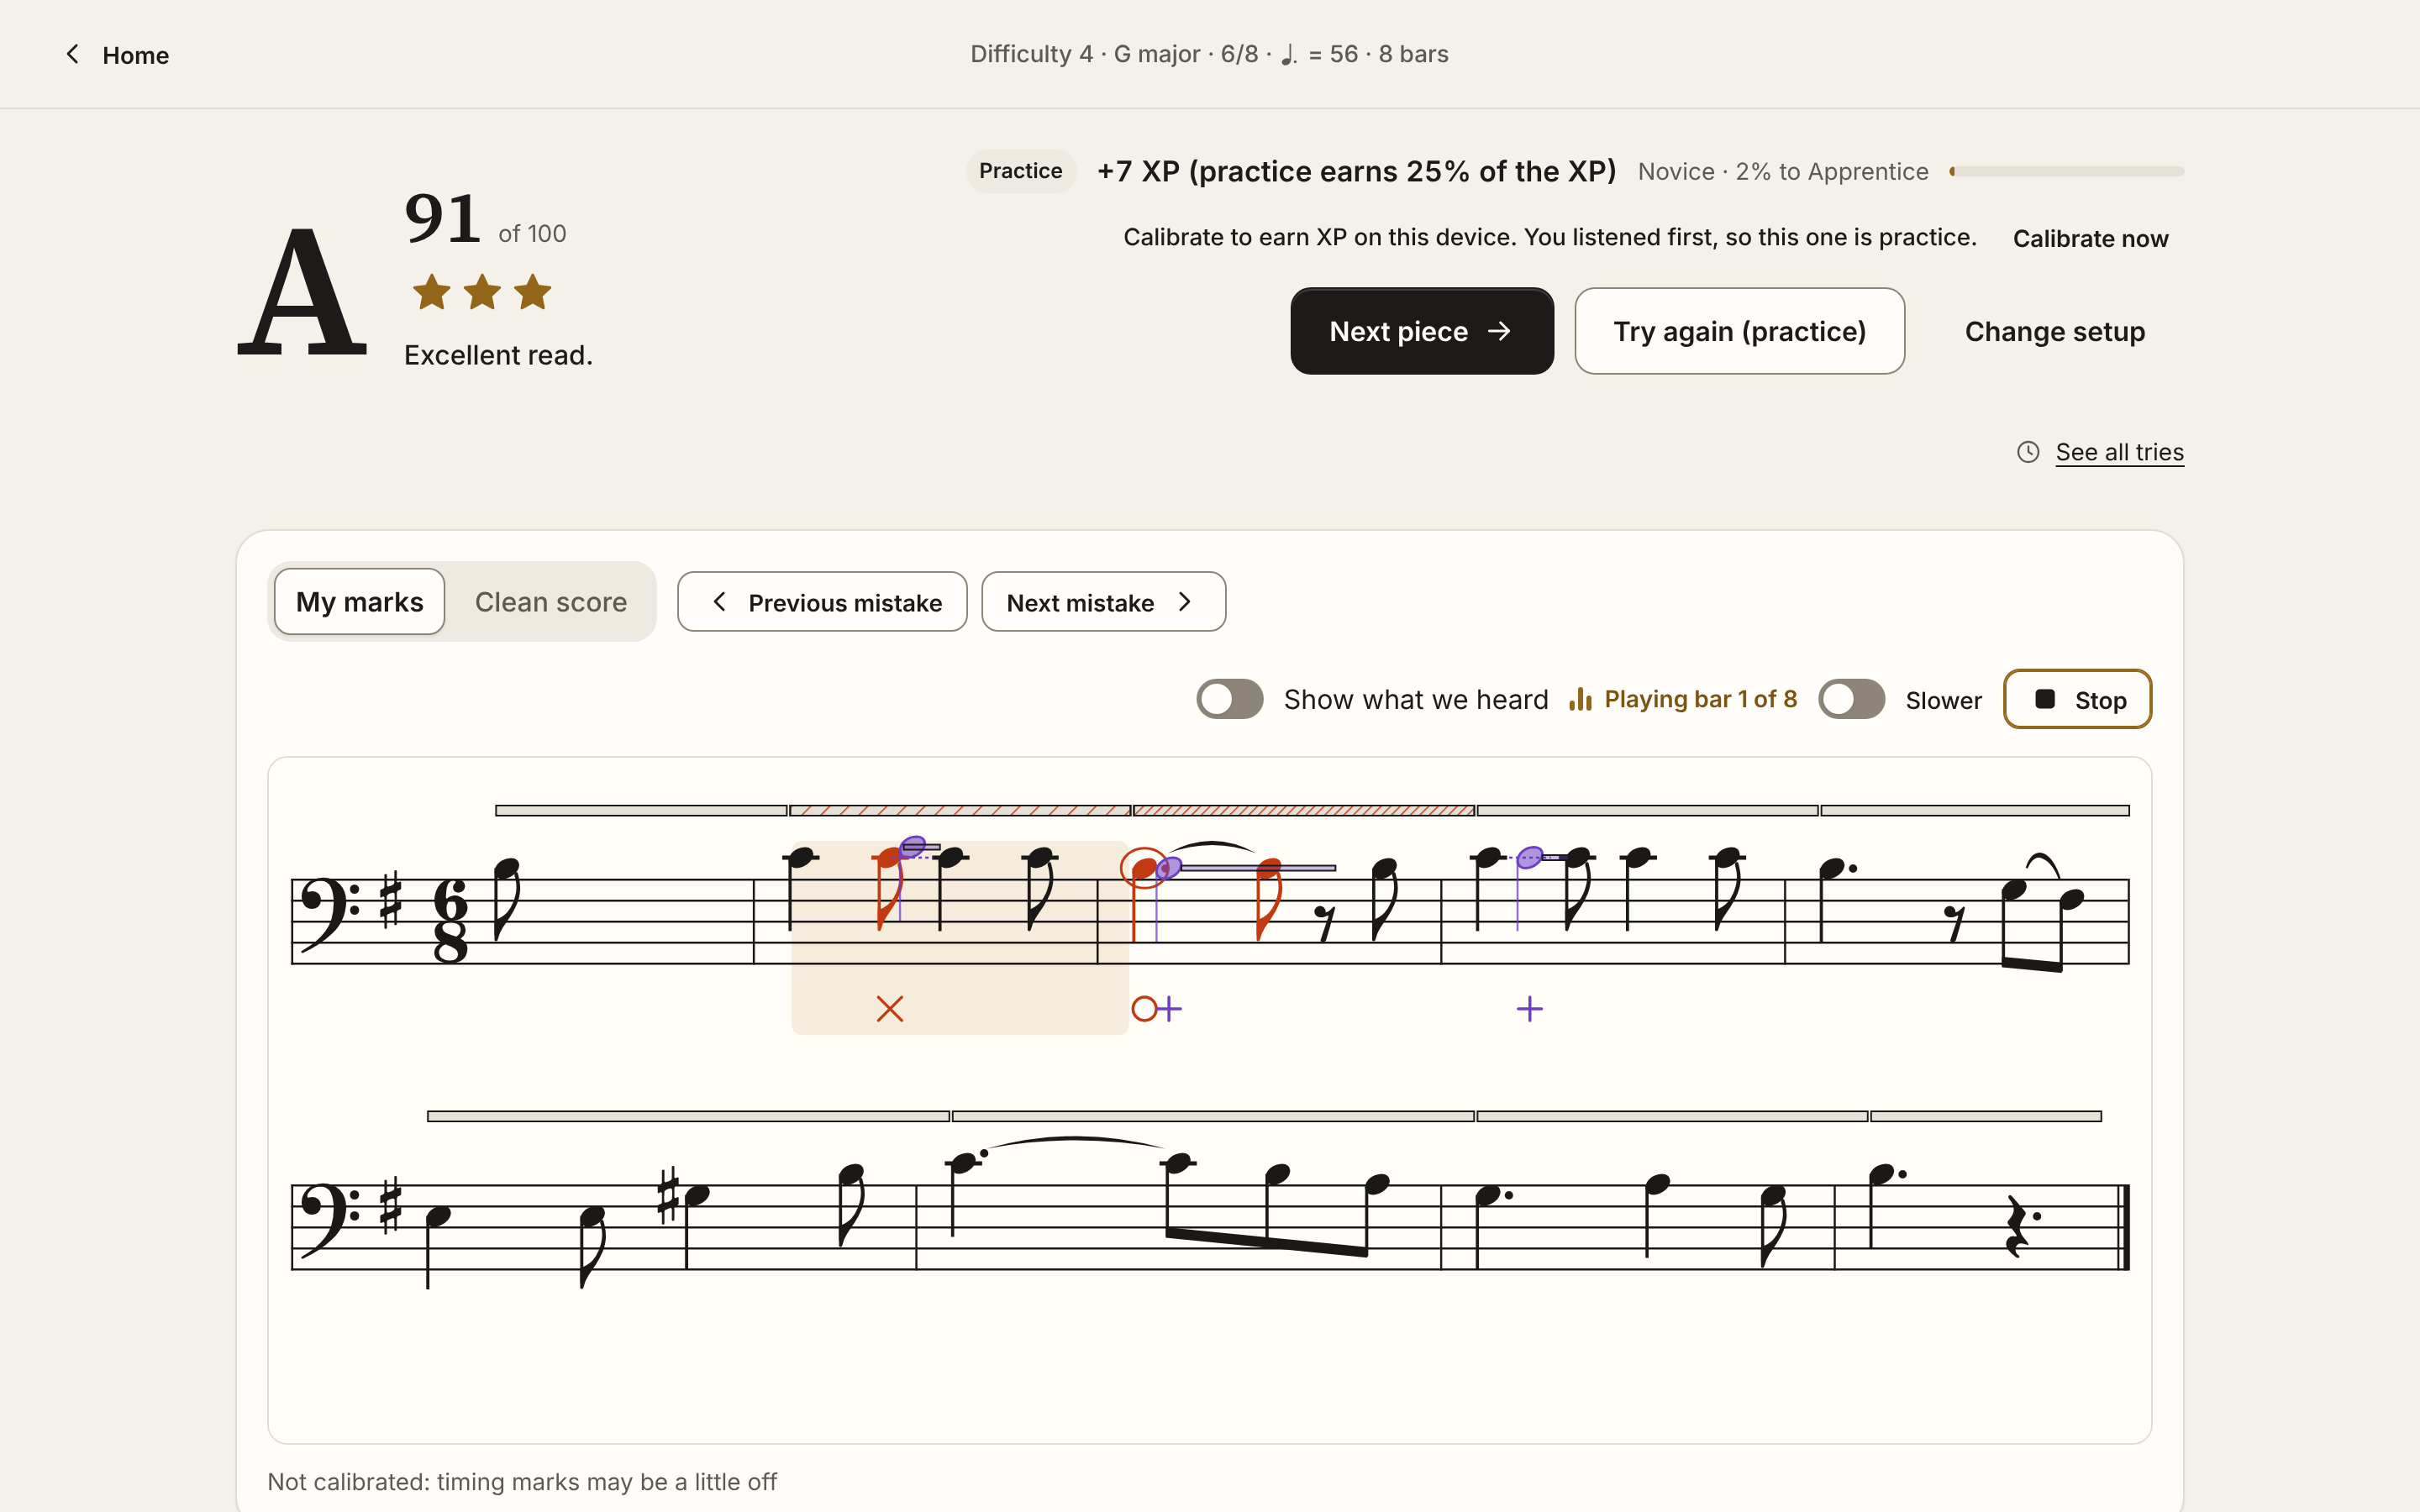 Home
Difficulty 4 · G major · 6/8 · ♩. = 56 · 8 bars
Practice +7 XP (practice earns 25% of the XP) Novice · 2% to Apprentice
A
91 of 100
Excellent read.
Calibrate to earn XP on this device. You listened first, so this one is practice. Calibrate now
Next piece → Try again (practice) Change setup
See all tries
My marks Clean score Previous mistake Next mistake
Show what we heard Playing bar 1 of 8 Slower Stop
6
8
Not calibrated: timing marks may be a little off